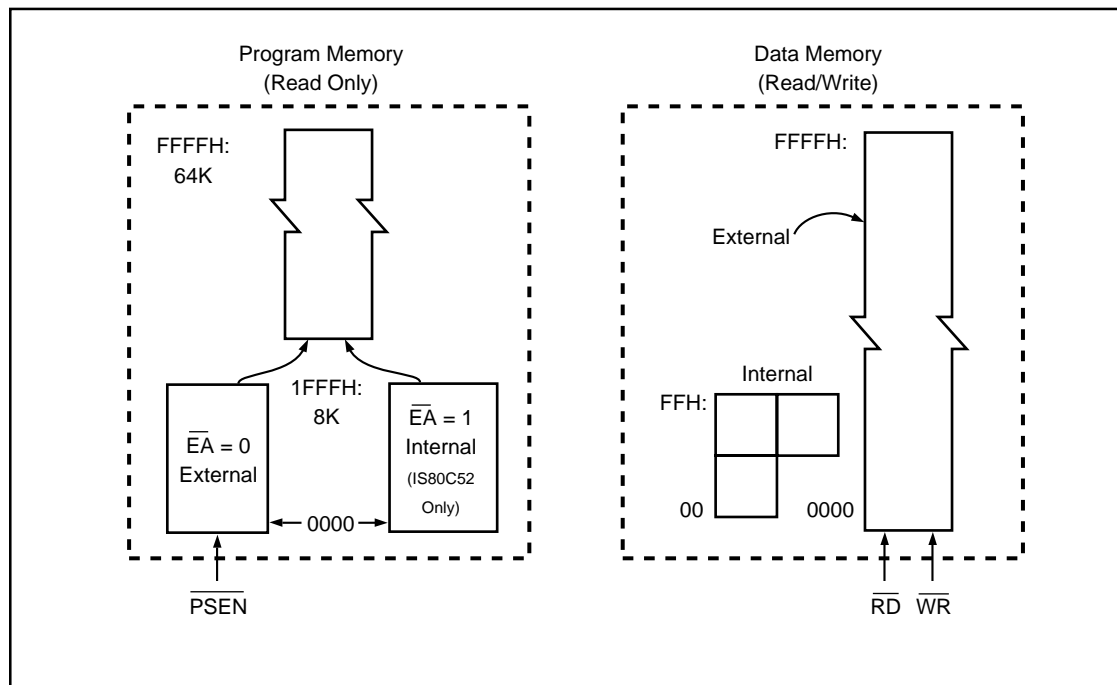 Program Memory
(Read Only)
FFFFH:
64K
1FFFH:
8K
EA = 0
External
EA = 1
Internal
(IS80C52
Only)
0000
PSEN
Data Memory
(Read/Write)
FFFFH:
External
Internal
FFH:
00
0000
RD
WR